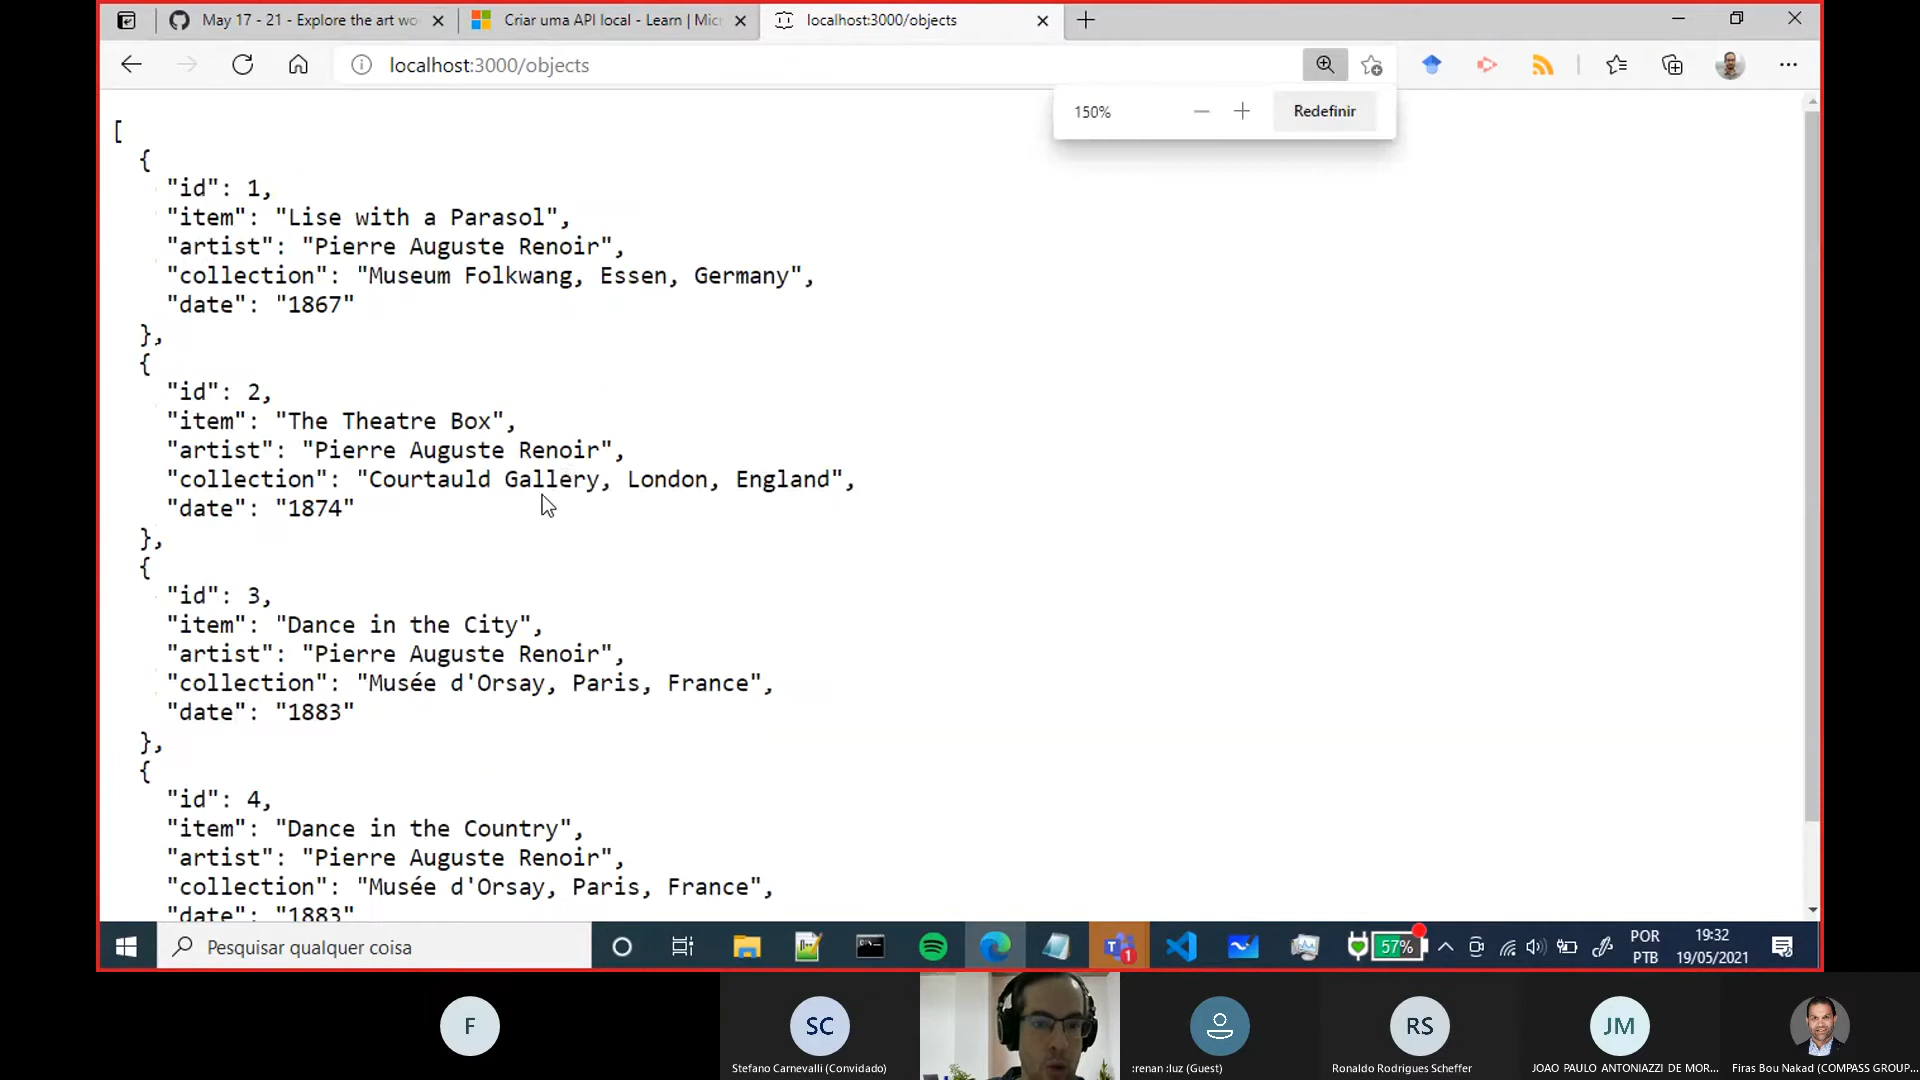 May 17 - 21 - Explore the art wo
Criar uma API local - Learn | Mic
localhost:3000/objects
localhost:3000/objects
150%
Redefinir
[
{
"id": 1,
"item": "Lise with a Parasol",
"artist": "Pierre Auguste Renoir",
"collection": "Museum Folkwang, Essen, Germany",
"date": "1867"
},
{
"id": 2,
"item": "The Theatre Box",
"artist": "Pierre Auguste Renoir",
"collection": "Courtauld Gallery, London, England",
"date": "1874"
},
{
"id": 3,
"item": "Dance in the City",
"artist": "Pierre Auguste Renoir",
"collection": "Musée d'Orsay, Paris, France",
"date": "1883"
},
{
"id": 4,
"item": "Dance in the Country",
"artist": "Pierre Auguste Renoir",
"collection": "Musée d'Orsay, Paris, France",
"date": "1883"
Pesquisar qualquer coisa
1
57%
POR
PTB
19:32
19/05/2021
F
SC
RS
JM
Stefano Carnevalli (Convidado)
:renan :luz (Guest)
Ronaldo Rodrigues Scheffer
JOAO PAULO ANTONIAZZI DE MOR...
Firas Bou Nakad (COMPASS GROUP...